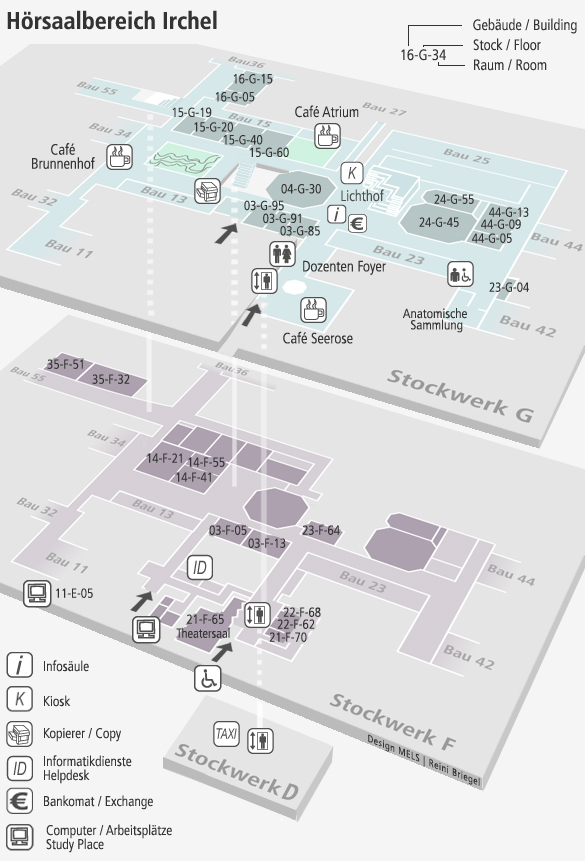 Hörsaalbereich Irchel
Gebäude / Building
Stock / Floor
16-G-34
Raum / Room
Bau36
16-G-15
16-G-05
Bau 55
15-G-19
15-G-20
Bau 15
15-G-40
15-G-60
Café Atrium
Bau 27
Bau 34
Café
Brunnenhof
Bau 25
K
Lichthof
04-G-30
Bau 32
Bau 13
03-G-95
03-G-91
03-G-85
i
€
24-G-55
24-G-45
44-G-13
44-G-09
44-G-05
Bau 44
Bau 11
Bau 23
Dozenten Foyer
23-G-04
Anatomische
Sammlung
Bau 42
Café Seerose
Stockwerk G
35-F-51
35-F-32
Bau 55
Bau36
Bau 34
14-F-21
14-F-55
14-F-41
Bau 32
Bau 13
03-F-05
03-F-13
23-F-64
Bau 11
ID
Bau 23
Bau 44
11-E-05
21-F-65
Theatersaal
22-F-68
22-F-62
21-F-70
Bau 42
Stockwerk F
Design MELS | Reini Briegel
TAXI
Stockwerk D
i
Infosäule
K
Kiosk
Kopierer / Copy
ID
Informatikdienste
Helpdesk
€
Bankomat / Exchange
Computer / Arbeitsplätze
Study Place